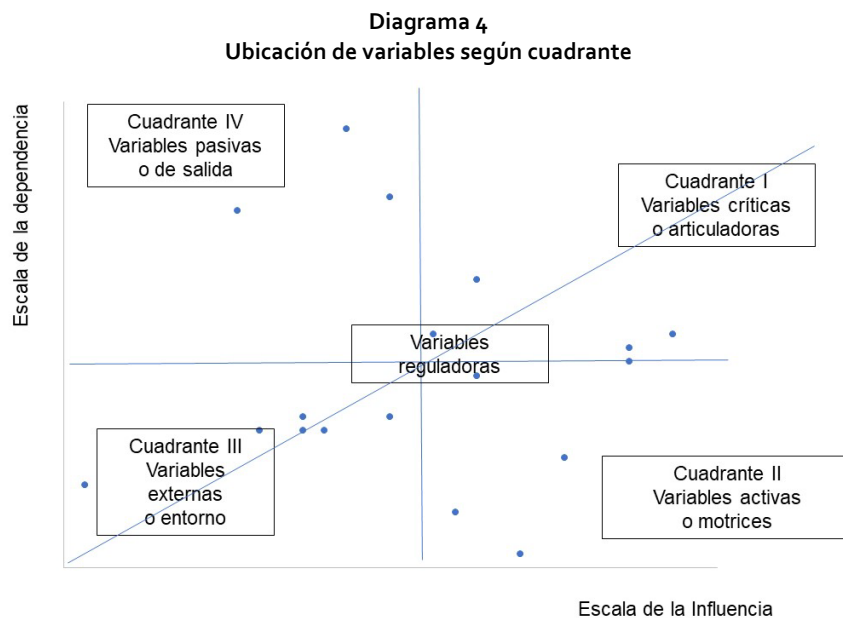 Diagrama 4
Ubicación de variables según cuadrante
Escala de la dependencia
Cuadrante IV
Variables pasivas
o de salida
Cuadrante I
Variables críticas
o articuladoras
Variables
reguladoras
Cuadrante III
Variables
externas
o entorno
Cuadrante II
Variables activas
o motrices
Escala de la Influencia